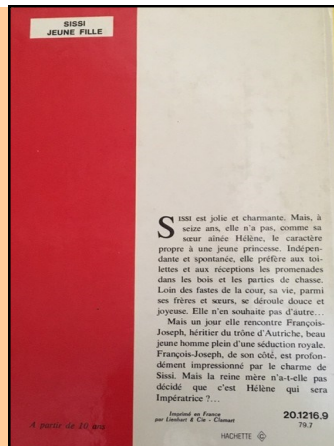 SISSI
JEUNE FILLE
SISSI est jolie et charmante. Mais, à
seize ans, elle n'a pas, comme sa
sœur aînée Hélène, le caractère
propre à une jeune princesse. Indépen-
dante et spontanée, elle préfère aux toi-
lettes et aux réceptions les promenades
dans les bois et les parties de chasse.
Loin des fastes de la cour, sa vie, parmi
ses frères et sœurs, se déroule douce et
joyeuse. Elle n'en souhaite pas d'autre...
Mais un jour elle rencontre François-
Joseph, héritier du trône d'Autriche, beau
jeune homme plein d'une séduction royale.
François-Joseph, de son côté, est profon-
dément impressionné par le charme de
Sissi. Mais la reine mère n'a-t-elle pas
décidé que c'est Hélène qui sera
Impératrice ?...
A partir de 10 ans
Imprimé en France
par Lienhart & Cie - Clamart
20.1216.9
79.7
HACHETTE